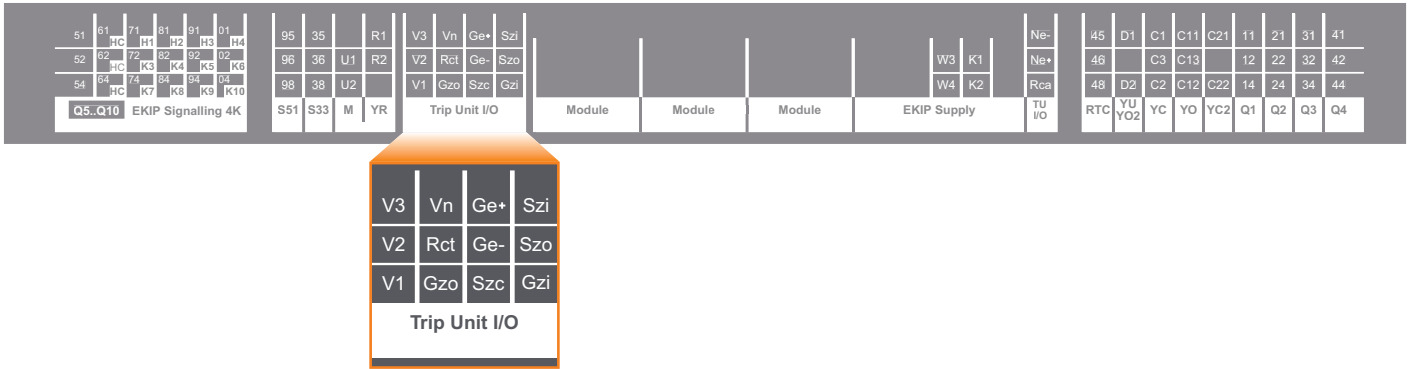 51 61 HC 71 H1 81 H2 91 H3 01 H4 95 35 R1 V3 Vn Ge+ Szi Ne- 45 D1 C1 C11 C21 11 21 31 41
52 62 HC 72 K3 82 K4 92 K5 02 K6 96 36 U1 R2 V2 Rct Ge- Szo W3 K1 Ne+ 46 C3 C13 12 22 32 42
54 64 HC 74 K7 84 K8 94 K9 04 K10 98 38 U2 V1 Gzo Szc Gzi W4 K2 Rca 48 D2 C2 C12 C22 14 24 34 44
Q5..Q10 EKIP Signalling 4K S51 S33 M YR Trip Unit I/O Module Module Module EKIP Supply TU I/O RTC YU YO2 YC YO YC2 Q1 Q2 Q3 Q4
V3 Vn Ge+ Szi
V2 Rct Ge- Szo
V1 Gzo Szc Gzi
Trip Unit I/O